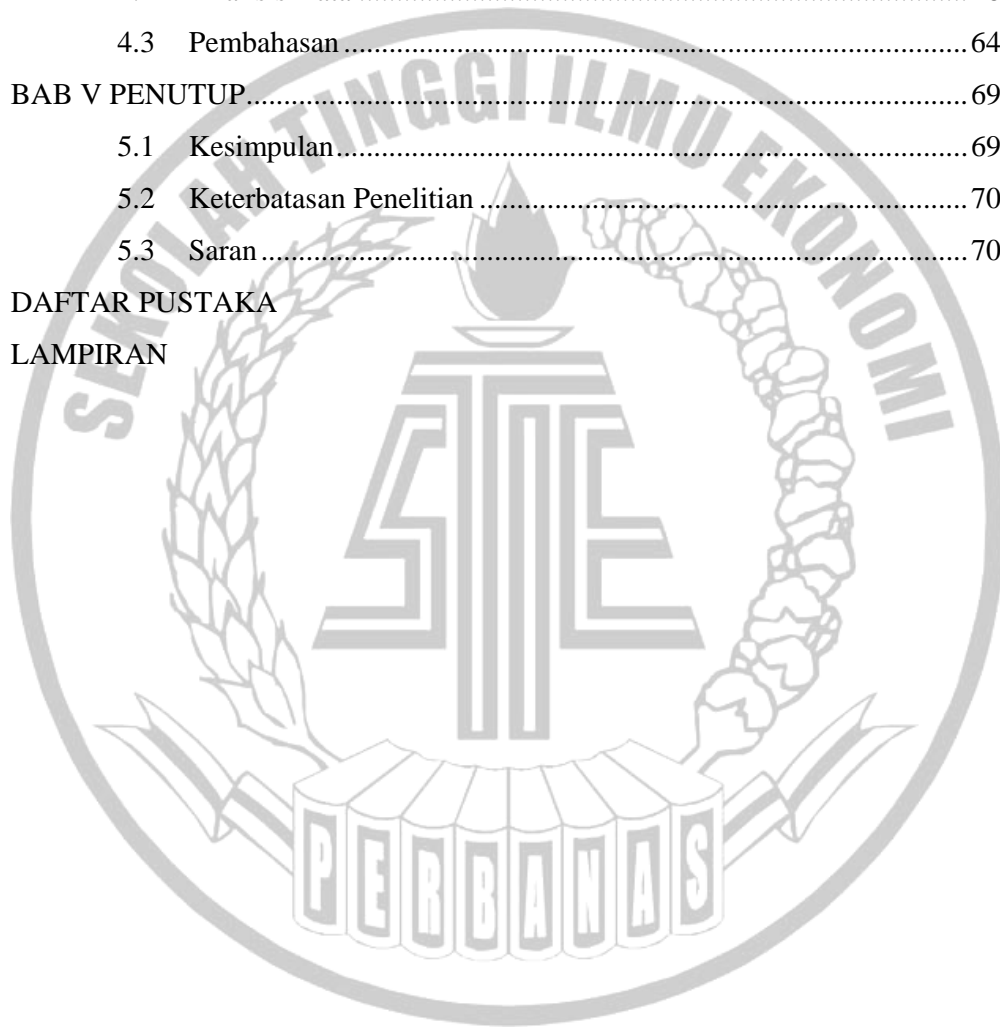 4.3 Pembahasan ........................ 64
BAB V PENUTUP ........................ 69
5.1 Kesimpulan ........................ 69
5.2 Keterbatasan Penelitian ........................ 70
5.3 Saran ........................ 70
DAFTAR PUSTAKA
LAMPIRAN
SEKOLAH TINGGI ILMU EKONOMI
STIE
PERBANAS